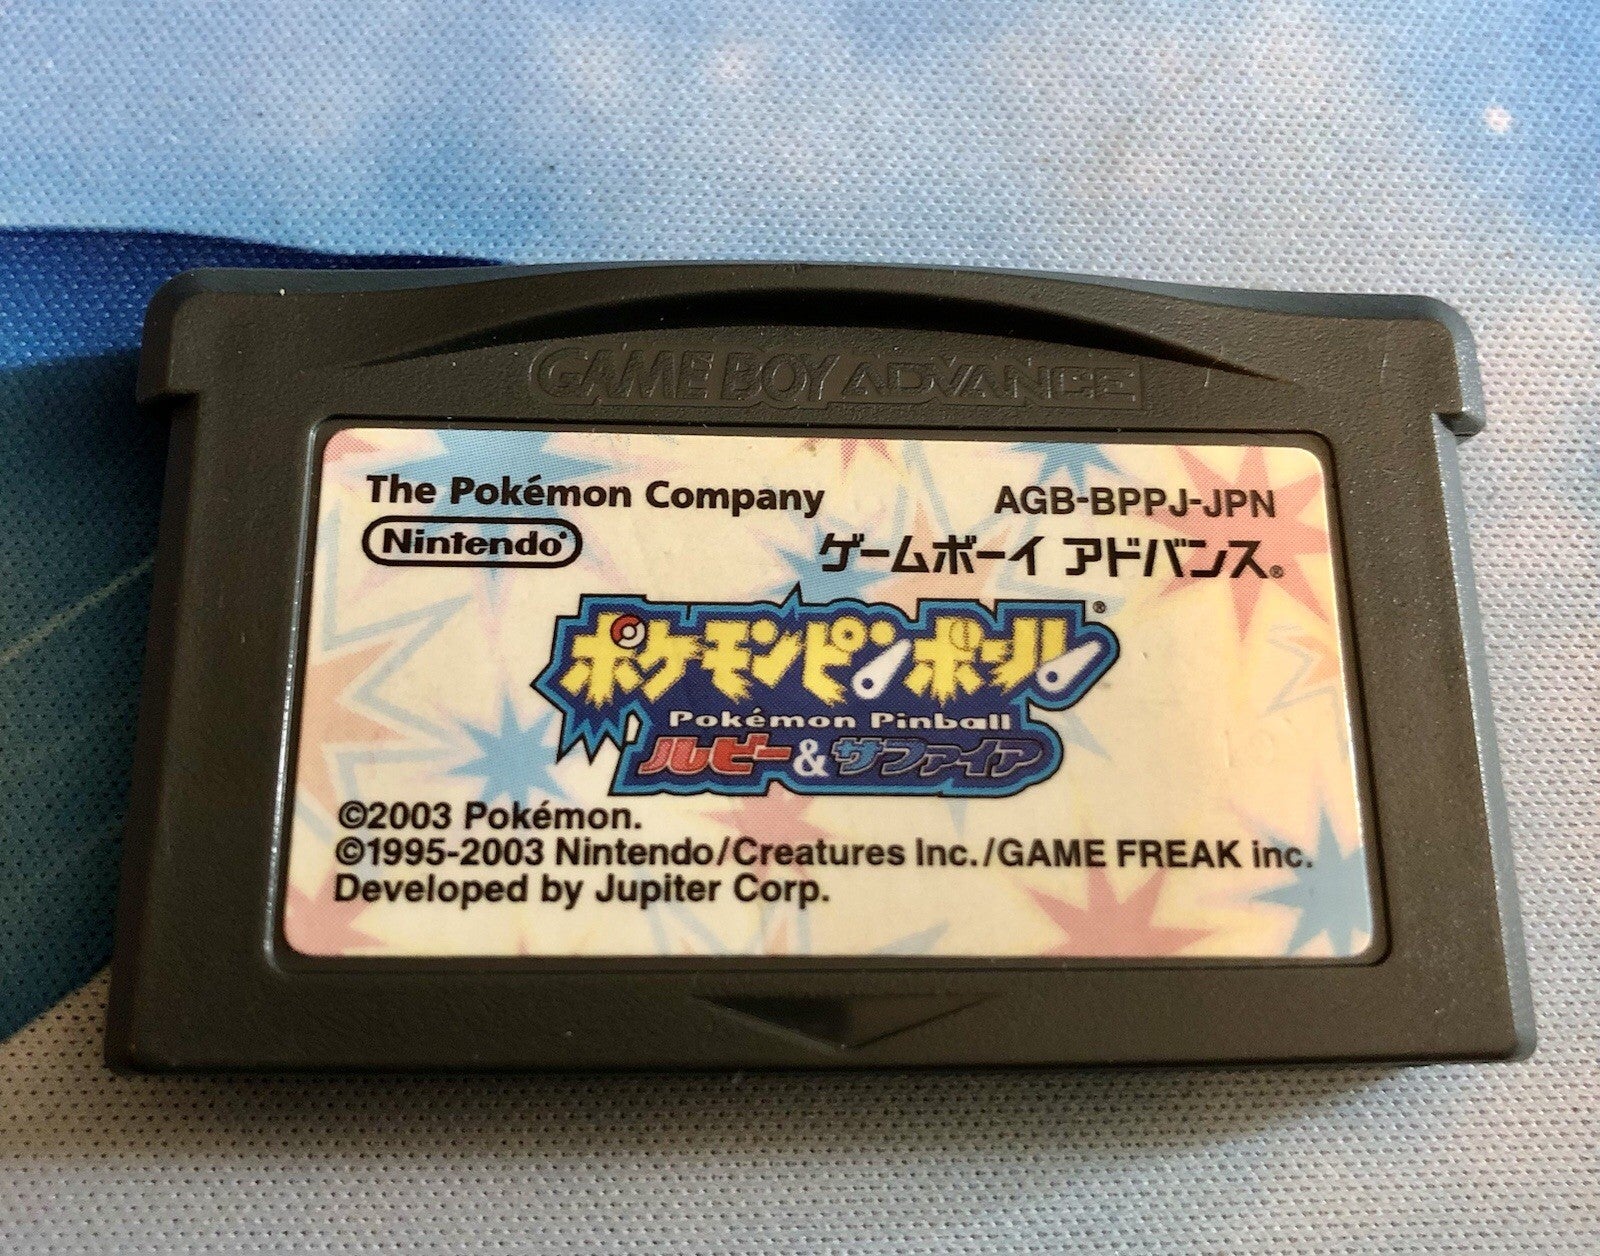 GAME BOY ADVANCE
The Pokémon Company
AGB-BPPJ-JPN
Nintendo®
ゲームボーイ アドバンス®
ポケモンピンボール®
Pokémon Pinball
ルビー&サファイア
©2003 Pokémon.
©1995-2003 Nintendo/Creatures Inc./GAME FREAK inc.
Developed by Jupiter Corp.